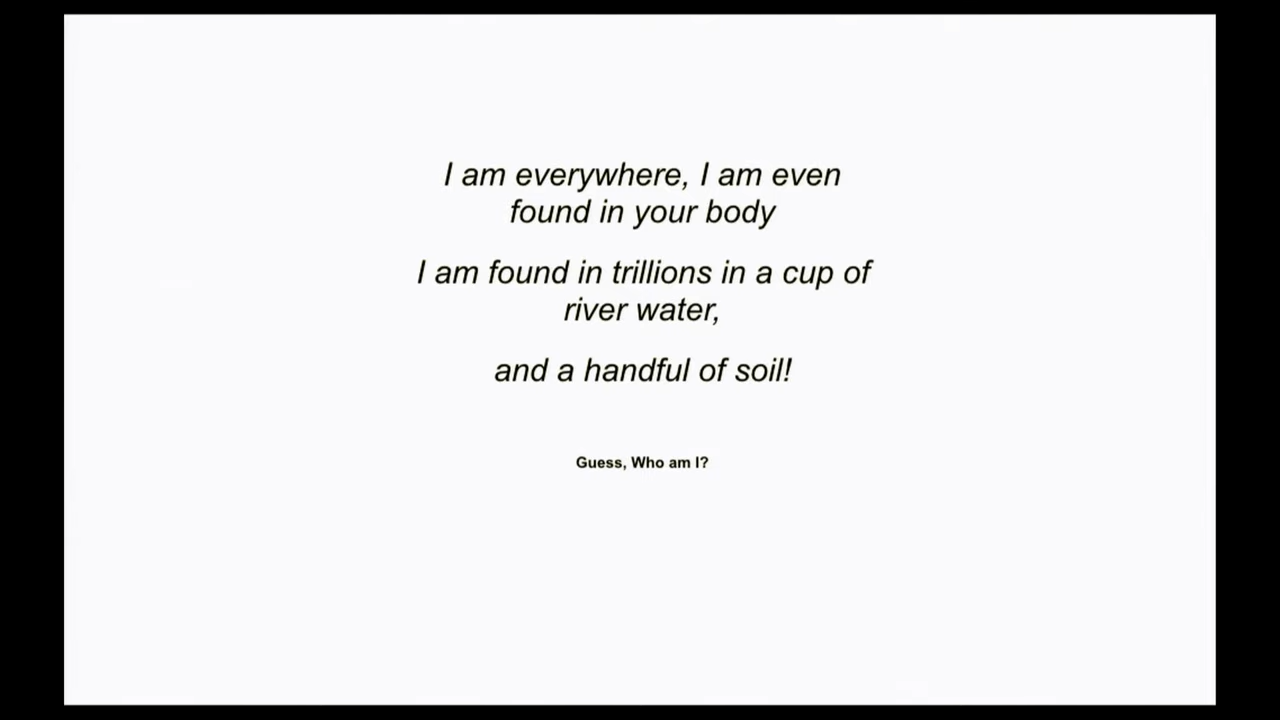 I am everywhere, I am even
found in your body
I am found in trillions in a cup of
river water,
and a handful of soil!
Guess, Who am I?